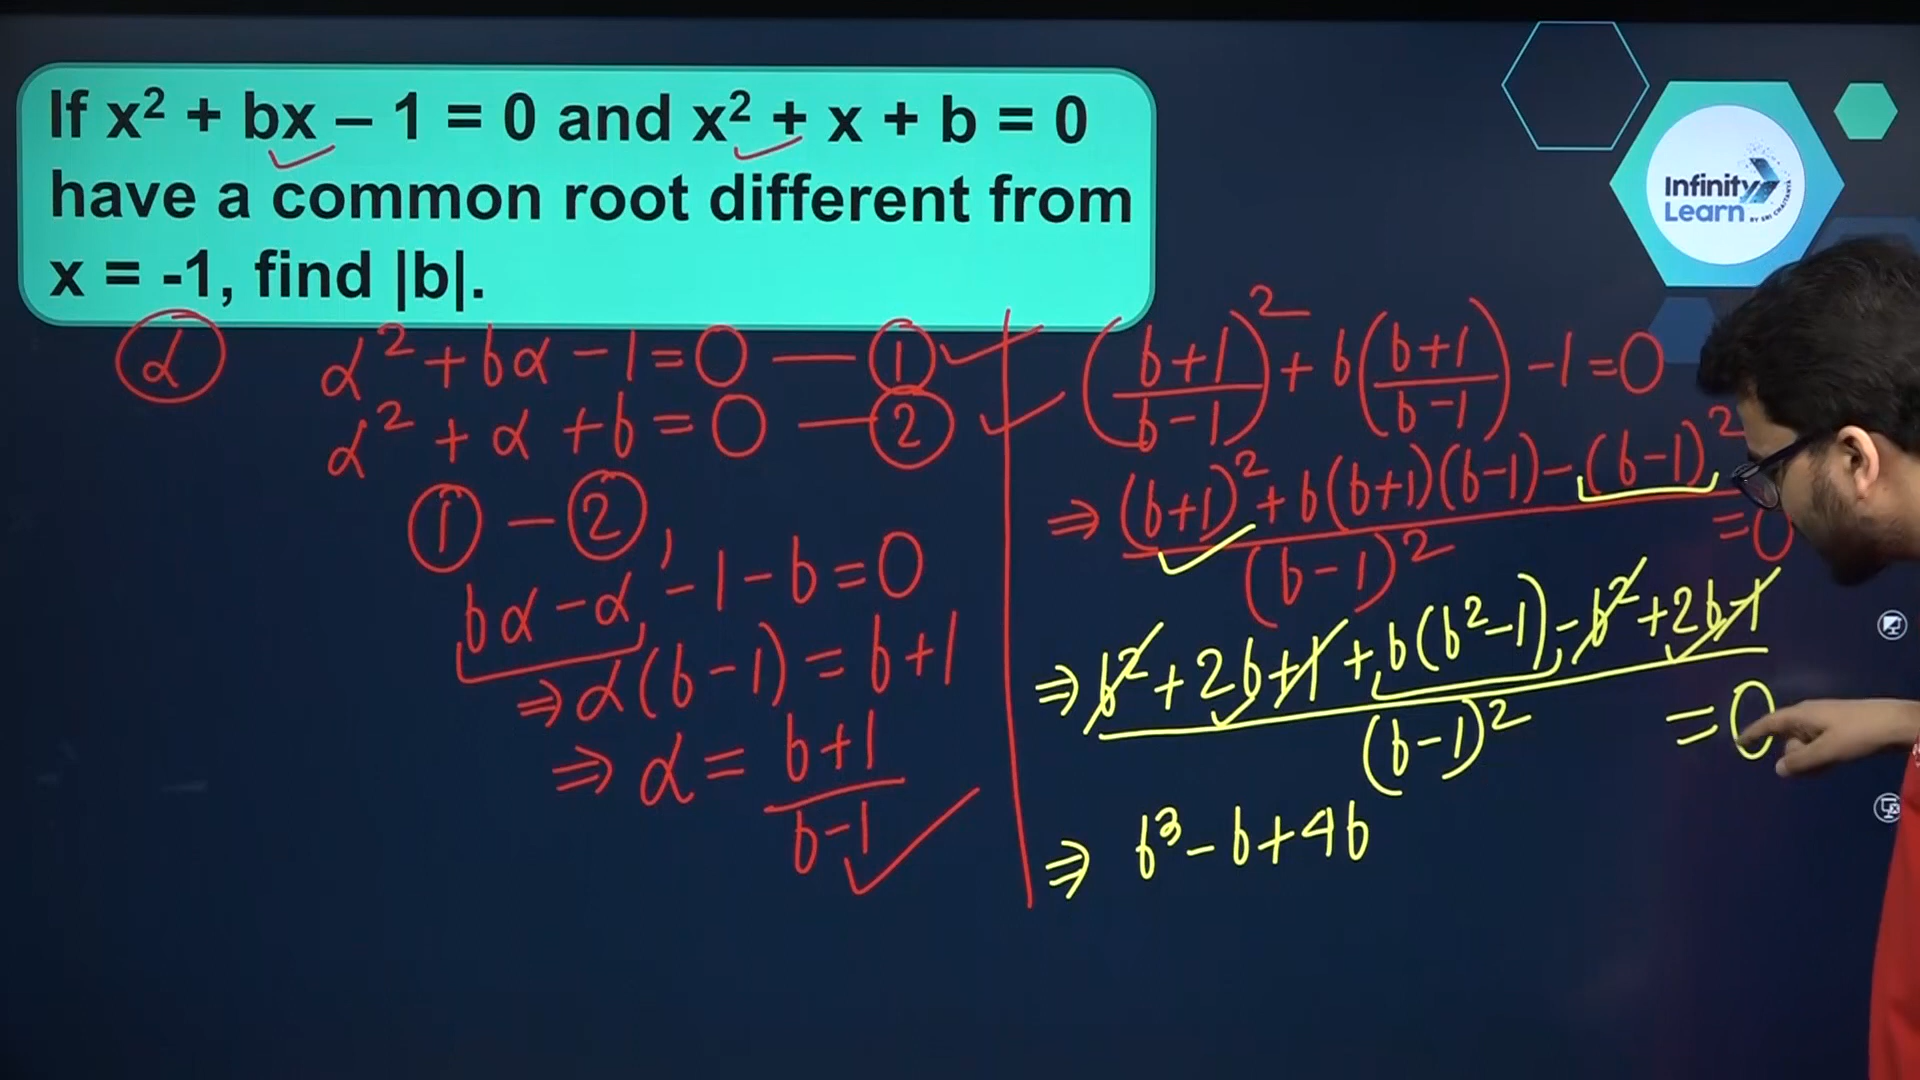 If x² + bx – 1 = 0 and x² + x + b = 0
have a common root different from
x = -1, find |b|.
Infinity
Learn
BY SRI CHAITANYA
α
α² + bα - 1 = 0 — ①
α² + α + b = 0 — ②
① - ②,
bα - α - 1 - b = 0
⇒ α(b - 1) = b + 1
⇒ α = (b+1)/(b-1)
((b+1)/(b-1))² + b((b+1)/(b-1)) - 1 = 0
⇒ ((b+1)² + b(b+1)(b-1) - (b-1)²)/(b-1)² = 0
⇒ (b² + 2b + 1 + b(b²-1) - b² + 2b - 1)/(b-1)² = 0
⇒ b³ - b + 4b